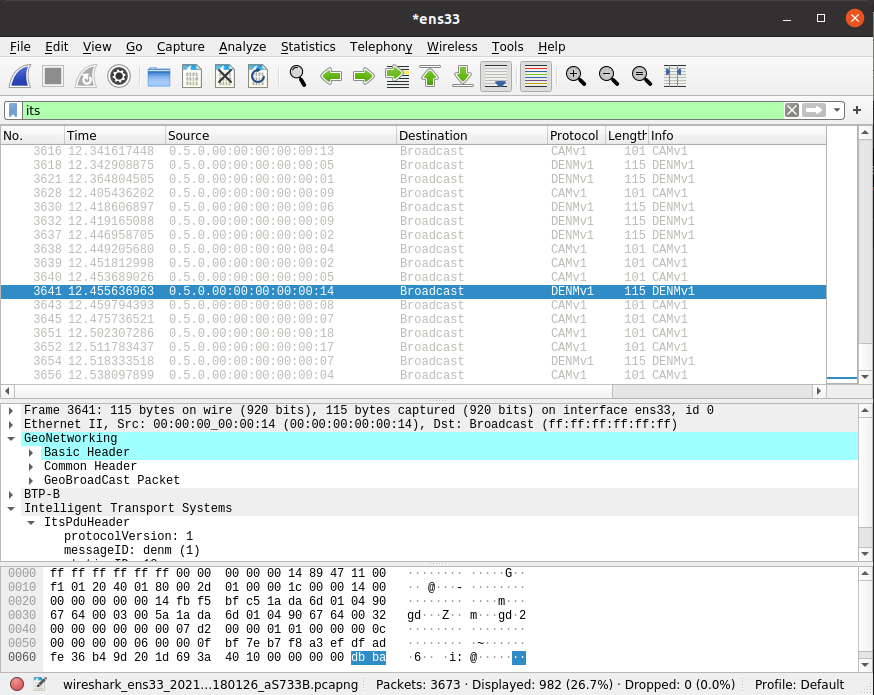 *ens33
File Edit View Go Capture Analyze Statistics Telephony Wireless Tools Help
its
No. Time Source Destination Protocol Length Info
3616 12.341617448 0.5.0.00:00:00:00:00:13 Broadcast CAMv1 101 CAMv1
3618 12.342908875 0.5.0.00:00:00:00:00:05 Broadcast DENMv1 115 DENMv1
3621 12.364804505 0.5.0.00:00:00:00:00:01 Broadcast DENMv1 115 DENMv1
3628 12.405436202 0.5.0.00:00:00:00:00:09 Broadcast CAMv1 101 CAMv1
3630 12.418606897 0.5.0.00:00:00:00:00:06 Broadcast DENMv1 115 DENMv1
3632 12.419165088 0.5.0.00:00:00:00:00:09 Broadcast DENMv1 115 DENMv1
3637 12.446958705 0.5.0.00:00:00:00:00:02 Broadcast DENMv1 115 DENMv1
3638 12.449205680 0.5.0.00:00:00:00:00:04 Broadcast CAMv1 101 CAMv1
3639 12.451812998 0.5.0.00:00:00:00:00:02 Broadcast CAMv1 101 CAMv1
3640 12.453689026 0.5.0.00:00:00:00:00:05 Broadcast CAMv1 101 CAMv1
3641 12.455636963 0.5.0.00:00:00:00:00:14 Broadcast DENMv1 115 DENMv1
3643 12.459794393 0.5.0.00:00:00:00:00:08 Broadcast CAMv1 101 CAMv1
3645 12.475736521 0.5.0.00:00:00:00:00:07 Broadcast CAMv1 101 CAMv1
3651 12.502307286 0.5.0.00:00:00:00:00:18 Broadcast CAMv1 101 CAMv1
3652 12.511783437 0.5.0.00:00:00:00:00:17 Broadcast CAMv1 101 CAMv1
3654 12.518333518 0.5.0.00:00:00:00:00:07 Broadcast DENMv1 115 DENMv1
3656 12.538097899 0.5.0.00:00:00:00:00:04 Broadcast CAMv1 101 CAMv1
Frame 3641: 115 bytes on wire (920 bits), 115 bytes captured (920 bits) on interface ens33, id 0
Ethernet II, Src: 00:00:00_00:00:14 (00:00:00:00:00:14), Dst: Broadcast (ff:ff:ff:ff:ff:ff)
GeoNetworking
Basic Header
Common Header
GeoBroadCast Packet
BTP-B
Intelligent Transport Systems
ItsPduHeader
protocolVersion: 1
messageID: denm (1)
0000 ff ff ff ff ff ff 00 00 00 00 00 14 89 47 11 00 ········ ·····G··
0010 f1 01 20 40 01 80 00 2d 01 00 00 1c 00 00 14 00 ·· @···- ········
0020 00 00 00 00 00 14 fb f5 bf c5 1a da 6d 01 04 90 ········ ····m···
0030 67 64 00 03 00 5a 1a da 6d 01 04 90 67 64 00 32 gd···Z·· m···gd·2
0040 00 00 00 00 00 00 07 d2 00 00 01 01 00 00 00 0c ········ ········
0050 00 00 00 00 06 00 00 0f bf 7e b7 f8 a3 ef df ad ········ ·~······
0060 fe 36 b4 9d 20 1d 69 3a 40 10 00 00 00 00 db ba ·6·· ·i: @·······
wireshark_ens33_2021...180126_aS733B.pcapng Packets: 3673 · Displayed: 982 (26.7%) · Dropped: 0 (0.0%) Profile: Default